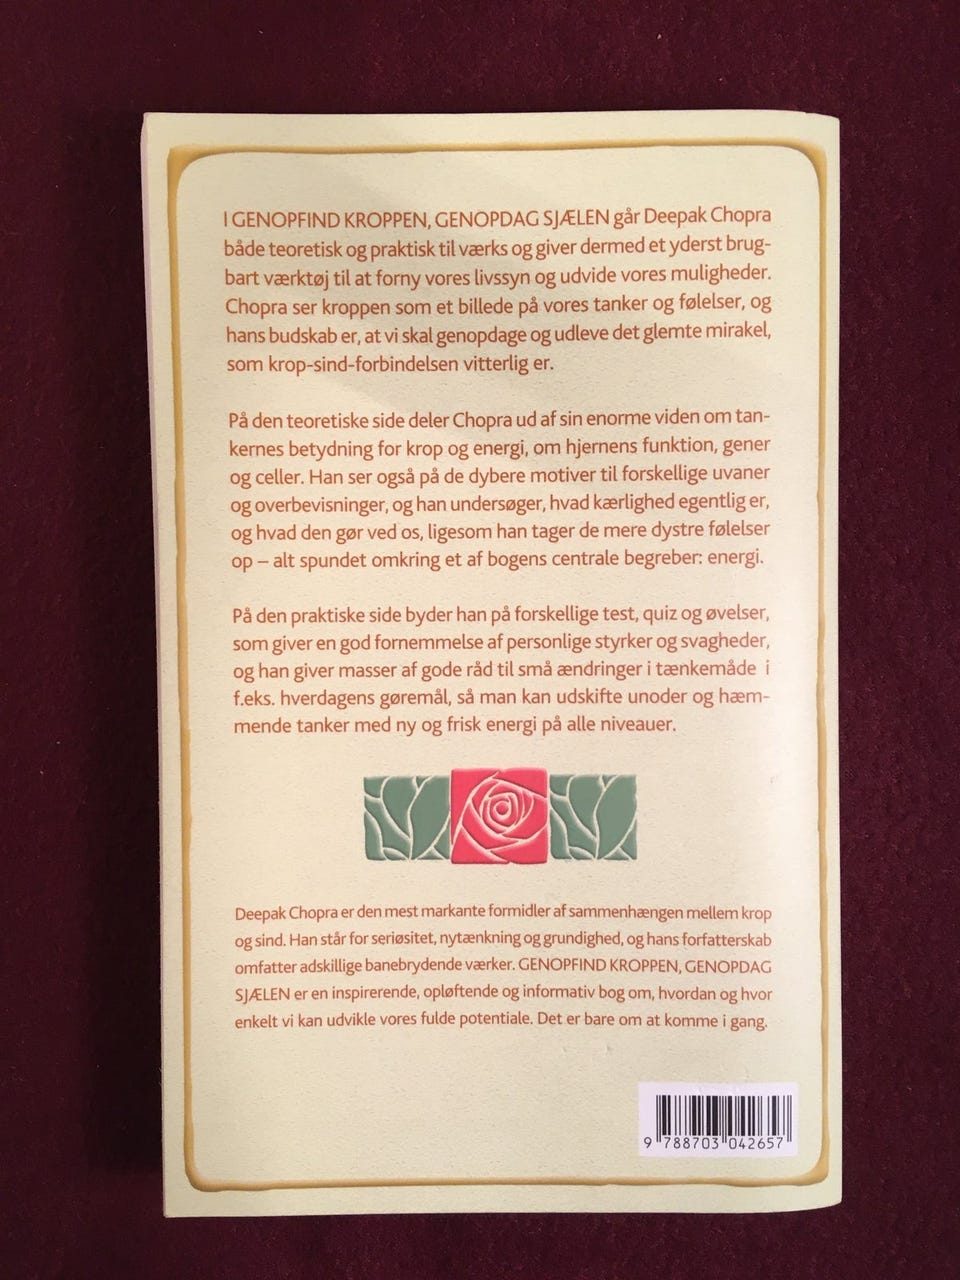 I GENOPFIND KROPPEN, GENOPDAG SJÆLEN går Deepak Chopra
både teoretisk og praktisk til værks og giver dermed et yderst brug-
bart værktøj til at forny vores livssyn og udvide vores muligheder.
Chopra ser kroppen som et billede på vores tanker og følelser, og
hans budskab er, at vi skal genopdage og udleve det glemte mirakel,
som krop-sind-forbindelsen vitterlig er.
På den teoretiske side deler Chopra ud af sin enorme viden om tan-
kernes betydning for krop og energi, om hjernens funktion, gener
og celler. Han ser også på de dybere motiver til forskellige uvaner
og overbevisninger, og han undersøger, hvad kærlighed egentlig er,
og hvad den gør ved os, ligesom han tager de mere dystre følelser
op – alt spundet omkring et af bogens centrale begreber: energi.
På den praktiske side byder han på forskellige test, quiz og øvelser,
som giver en god fornemmelse af personlige styrker og svagheder,
og han giver masser af gode råd til små ændringer i tænkemåde i
f.eks. hverdagens gøremål, så man kan udskifte unoder og hæm-
mende tanker med ny og frisk energi på alle niveauer.
Deepak Chopra er den mest markante formidler af sammenhængen mellem krop
og sind. Han står for seriøsitet, nytænkning og grundighed, og hans forfatterskab
omfatter adskillige banebrydende værker. GENOPFIND KROPPEN, GENOPDAG
SJÆLEN er en inspirerende, opløftende og informativ bog om, hvordan og hvor
enkelt vi kan udvikle vores fulde potentiale. Det er bare om at komme i gang.
9 788703 042657